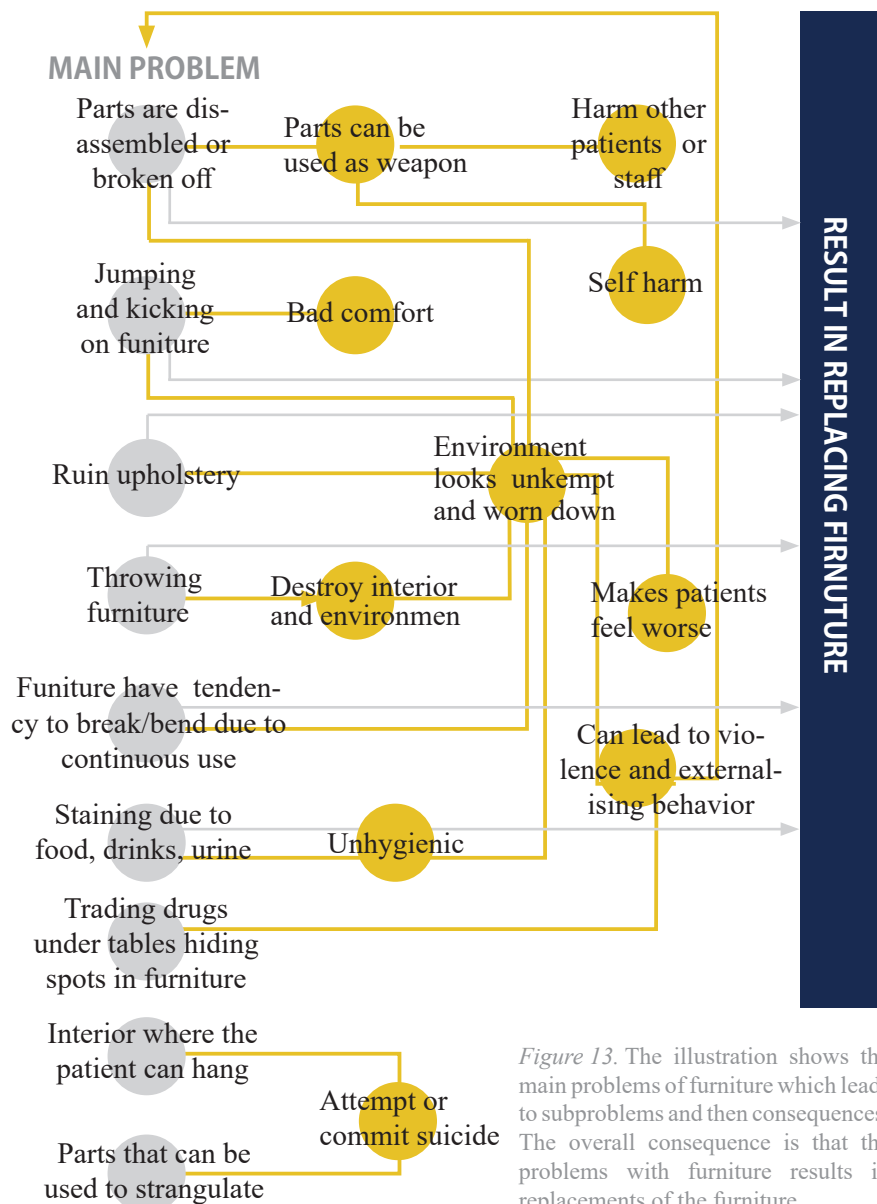 MAIN PROBLEM
Parts are dis-
assembled or
broken off
Parts can be
used as weapon
Harm other
patients or
staff
Self harm
Jumping
and kicking
on funiture
Bad comfort
Ruin upholstery
Environment
looks unkempt
and worn down
Throwing
furniture
Destroy interior
and environmen
Makes patients
feel worse
Funiture have tenden-
cy to break/bend due to
continuous use
Can lead to vio-
lence and external-
ising behavior
Staining due to
food, drinks, urine
Unhygienic
Trading drugs
under tables hiding
spots in furniture
Interior where the
patient can hang
Attempt or
commit suicide
Parts that can be
used to strangulate
RESULT IN REPLACING FIRNUTURE
Figure 13. The illustration shows th
main problems of furniture which lead
to subproblems and then consequences
The overall consequence is that th
problems with furniture results i
replacements of the furniture